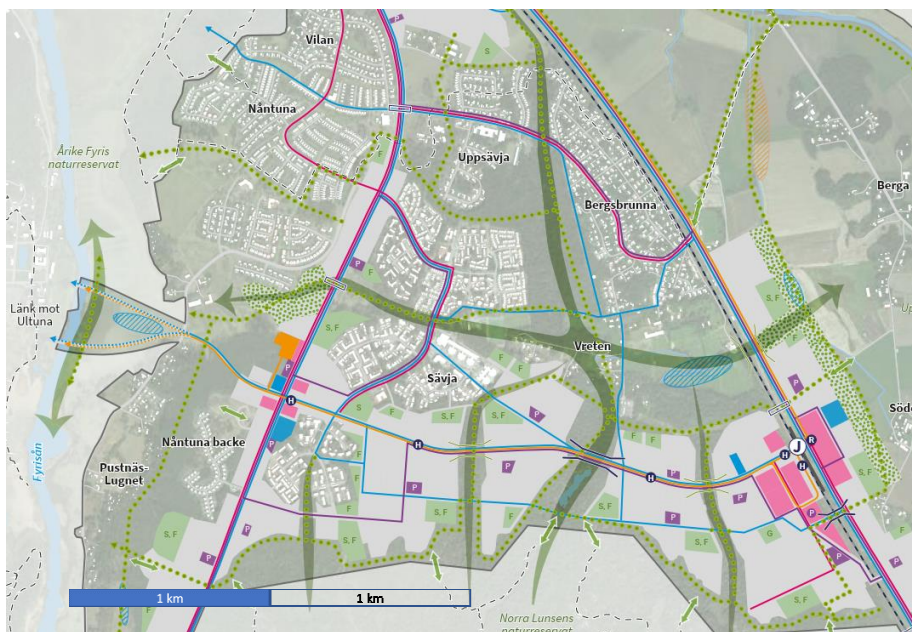 Vilan
P
S
Nåntuna
Årike Fyris
naturreservat
F
Uppsävja
Berga
Bergsbrunna
P
F
Länk mot
Ultuna
S, F
F
P
F
Vreten
P
Sävja
F
P
H
S
F
S, F
P
Söde
Nåntuna backe
H
F
F
J
R
H
H
Pustnäs-
Lugnet
P
H
P
F
S, F
F
P
F
P
S, F
P
P
S, F
P
G
S, F
F
P
P
S, F
Fyrisån
1 km
1 km
Norra Lunsens
naturreservat